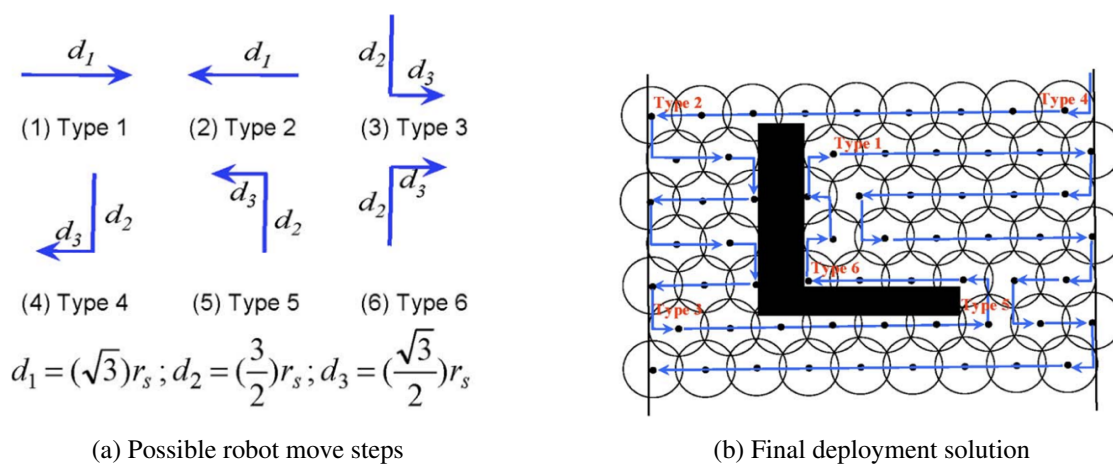 d₁
d₁
d₂
d₃
(1) Type 1
(2) Type 2
(3) Type 3
d₃
d₂
d₃
d₂
d₂
d₃
(4) Type 4
(5) Type 5
(6) Type 6
d₁ = (√3)rₛ ; d₂ = (3/2)rₛ; d₃ = (√3/2)rₛ
(a) Possible robot move steps
Type 2
Type 4
Type 1
Type 6
Type 3
Type 5
(b) Final deployment solution